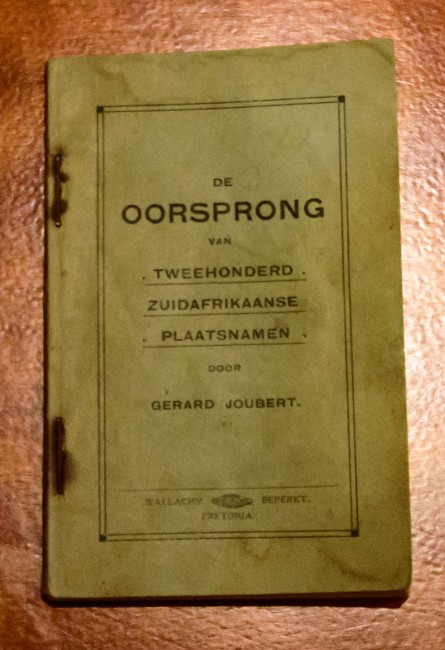 DE
OORSPRONG
VAN
. TWEEHONDERD .
ZUIDAFRIKAANSE
. PLAATSNAMEN .
DOOR
GERARD JOUBERT.
WALLACHS' BEPERKT.
PRETORIA